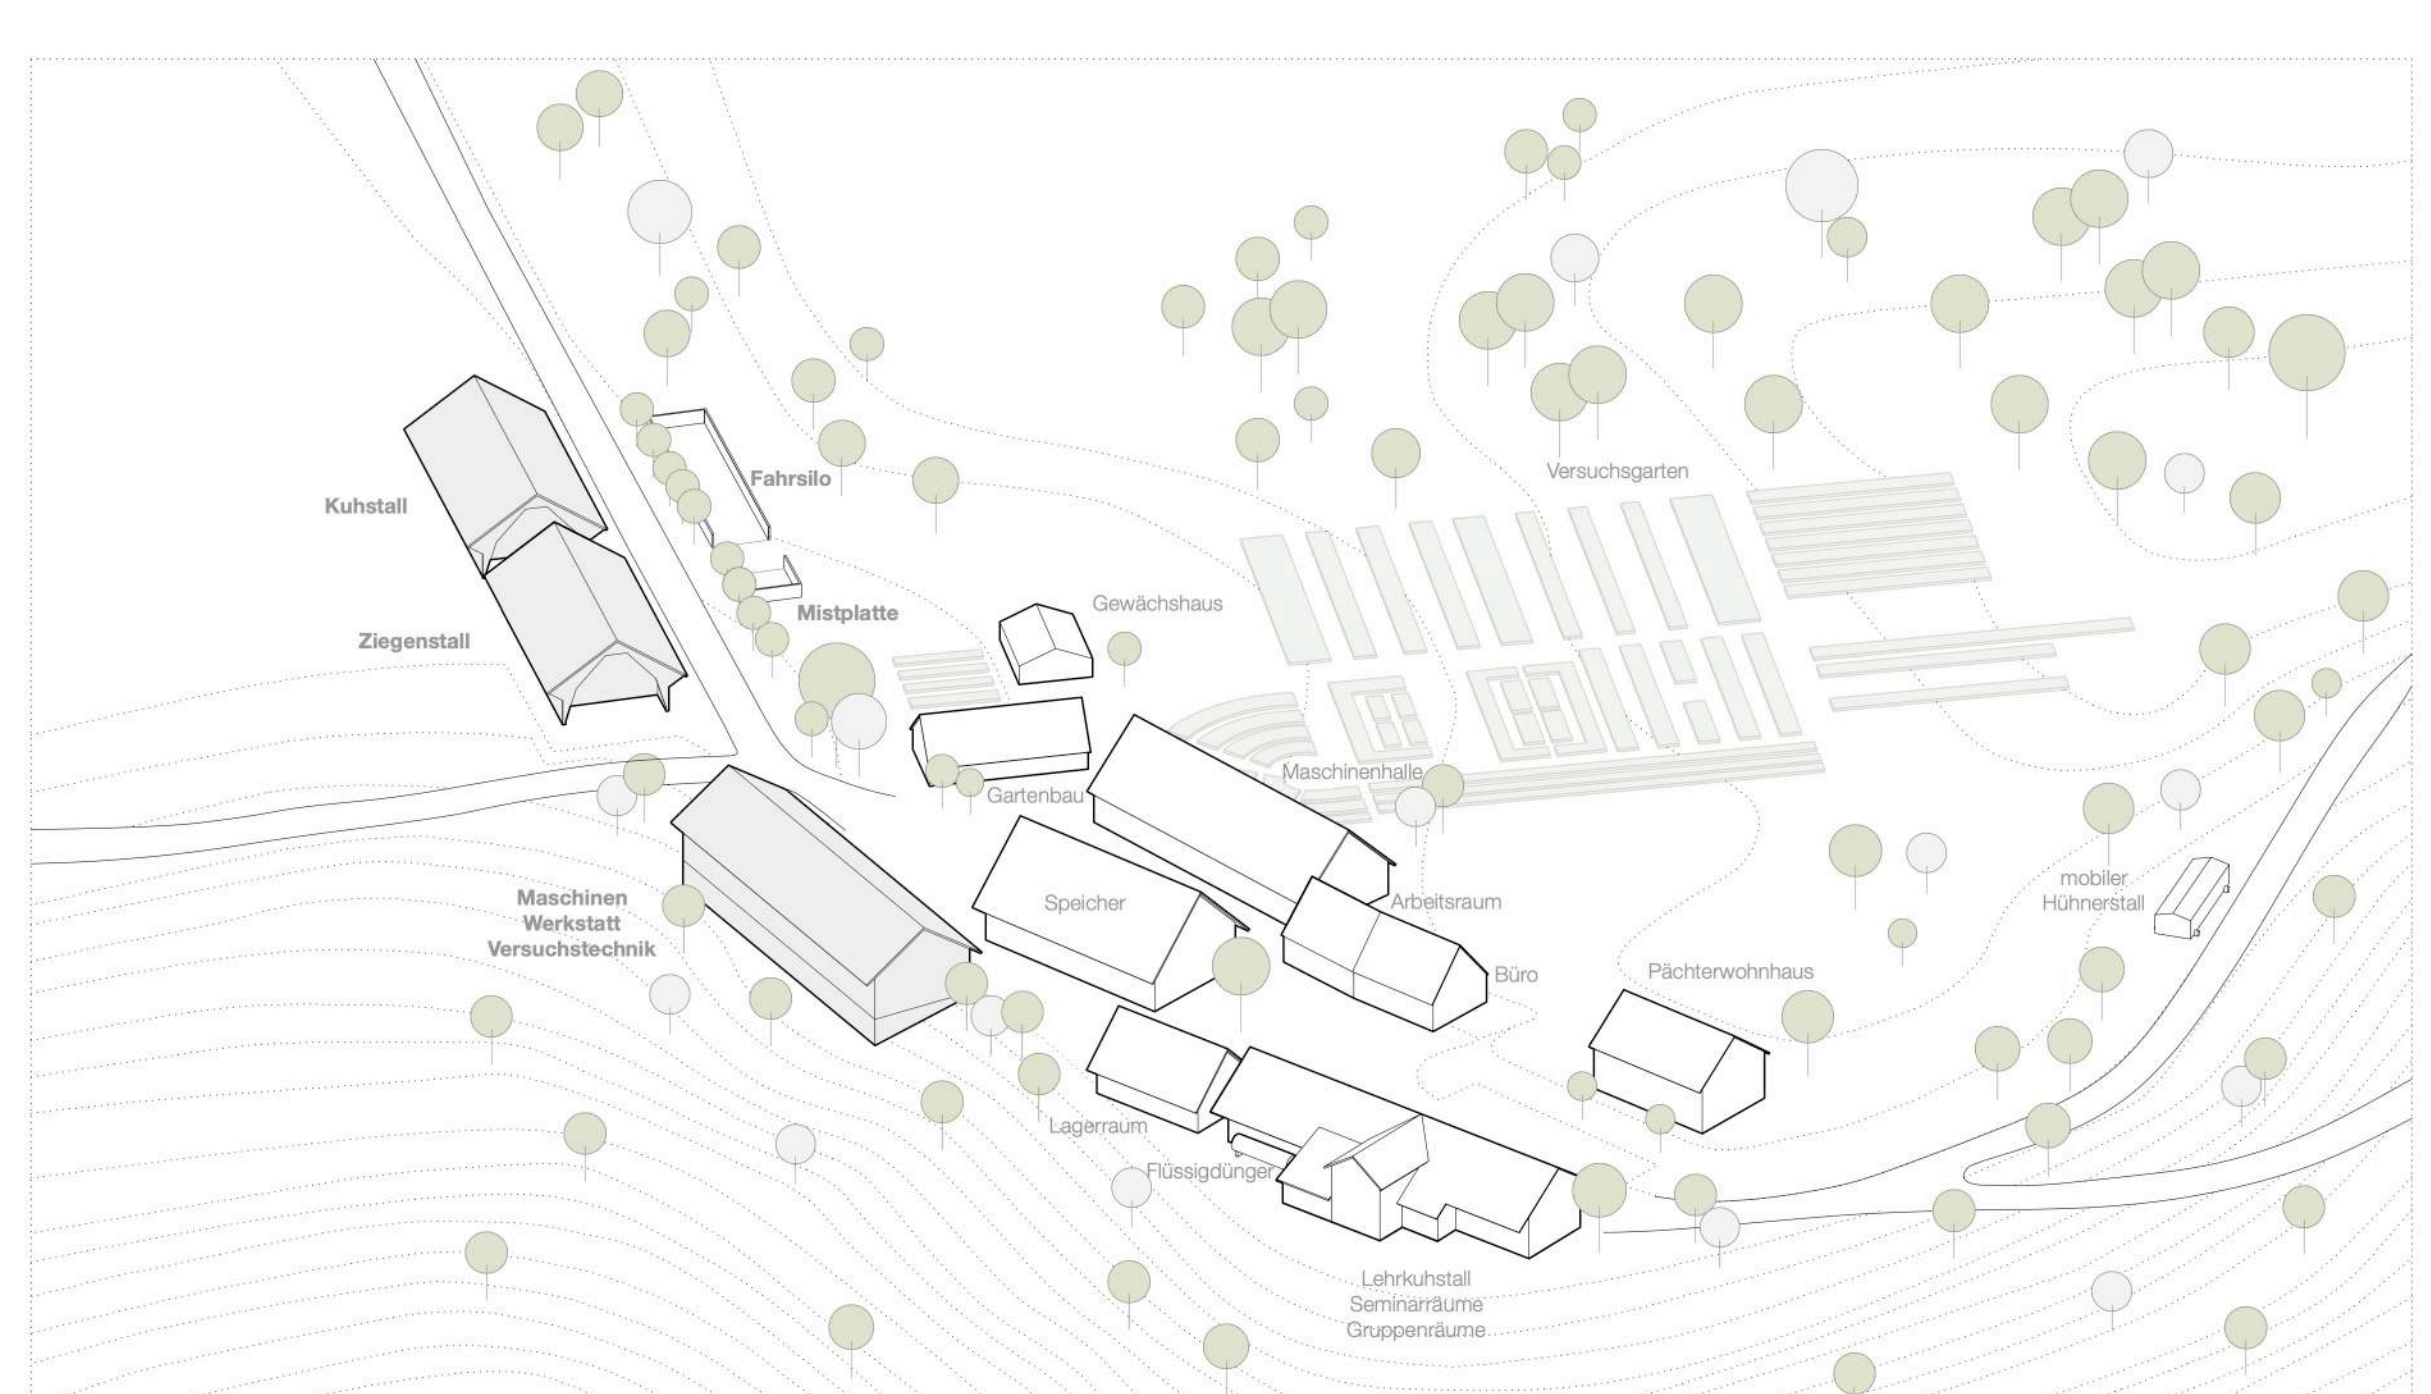 Versuchsgarten
Fahrsilo
Kuhstall
Gewächshaus
Mistplatte
Ziegenstall
Maschinenhalle
Gartenbau
mobiler
Hühnerstall
Maschinen
Werkstatt
Versuchstechnik
Speicher
Arbeitsraum
Büro
Pächterwohnhaus
Lagerraum
Flüssigdünger
Lehrkuhstall
Seminarräume
Gruppenräume